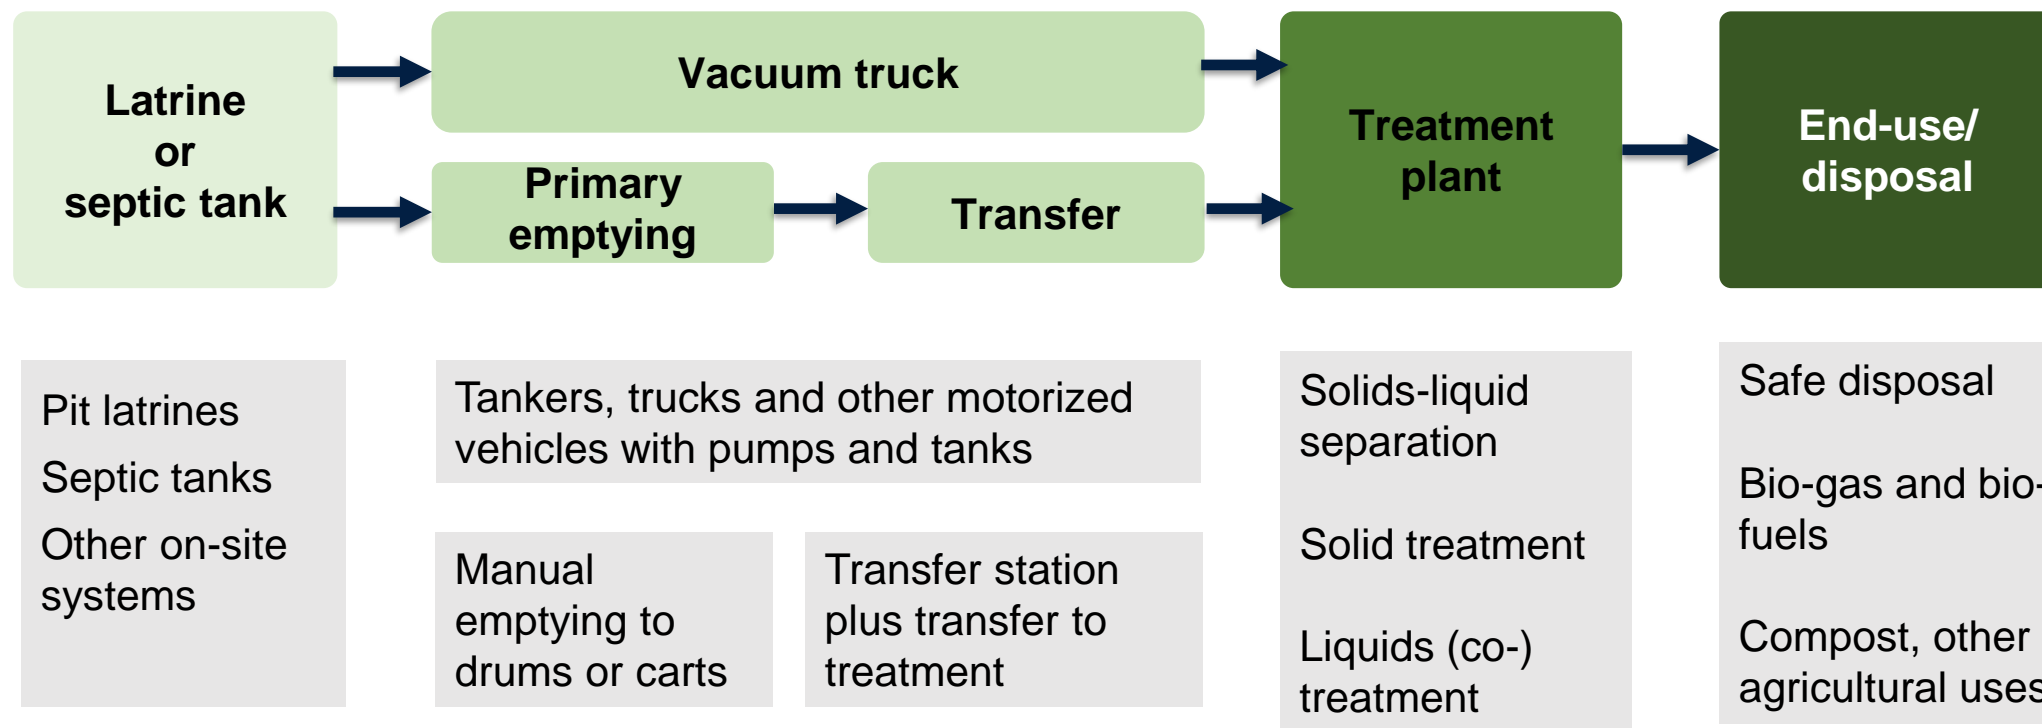 Latrine
or
septic tank
Vacuum truck
Primary
emptying
Transfer
Treatment
plant
End-use/
disposal
Pit latrines
Septic tanks
Other on-site
systems
Tankers, trucks and other motorized
vehicles with pumps and tanks
Manual
emptying to
drums or carts
Transfer station
plus transfer to
treatment
Solids-liquid
separation
Solid treatment
Liquids (co-)
treatment
Safe disposal
Bio-gas and bio-
fuels
Compost, other
agricultural uses